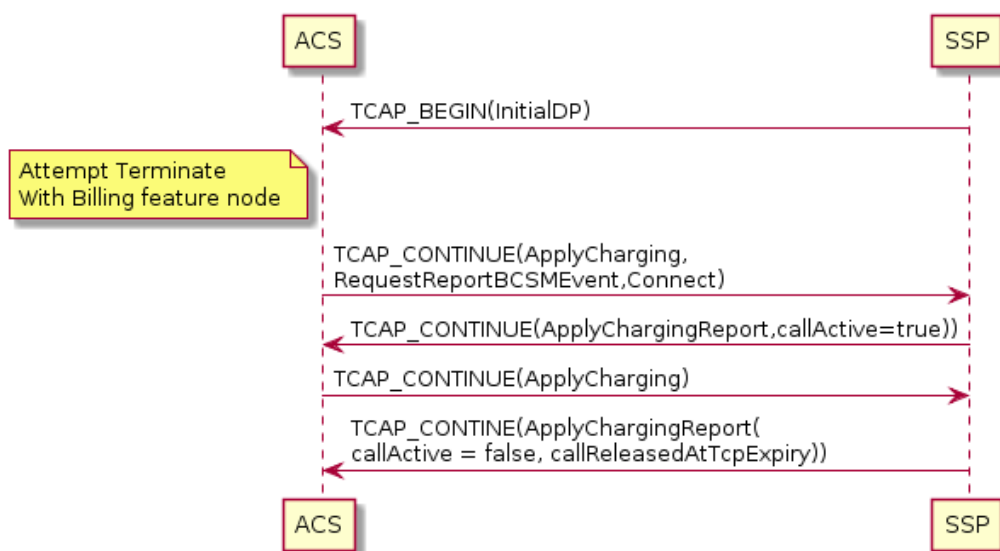 ACS SSP
TCAP_BEGIN(InitialDP)
Attempt Terminate
With Billing feature node
TCAP_CONTINUE(ApplyCharging,
RequestReportBCSMEvent,Connect)
TCAP_CONTINUE(ApplyChargingReport,callActive=true))
TCAP_CONTINUE(ApplyCharging)
TCAP_CONTINE(ApplyChargingReport(
callActive = false, callReleasedAtTcpExpiry))
ACS SSP